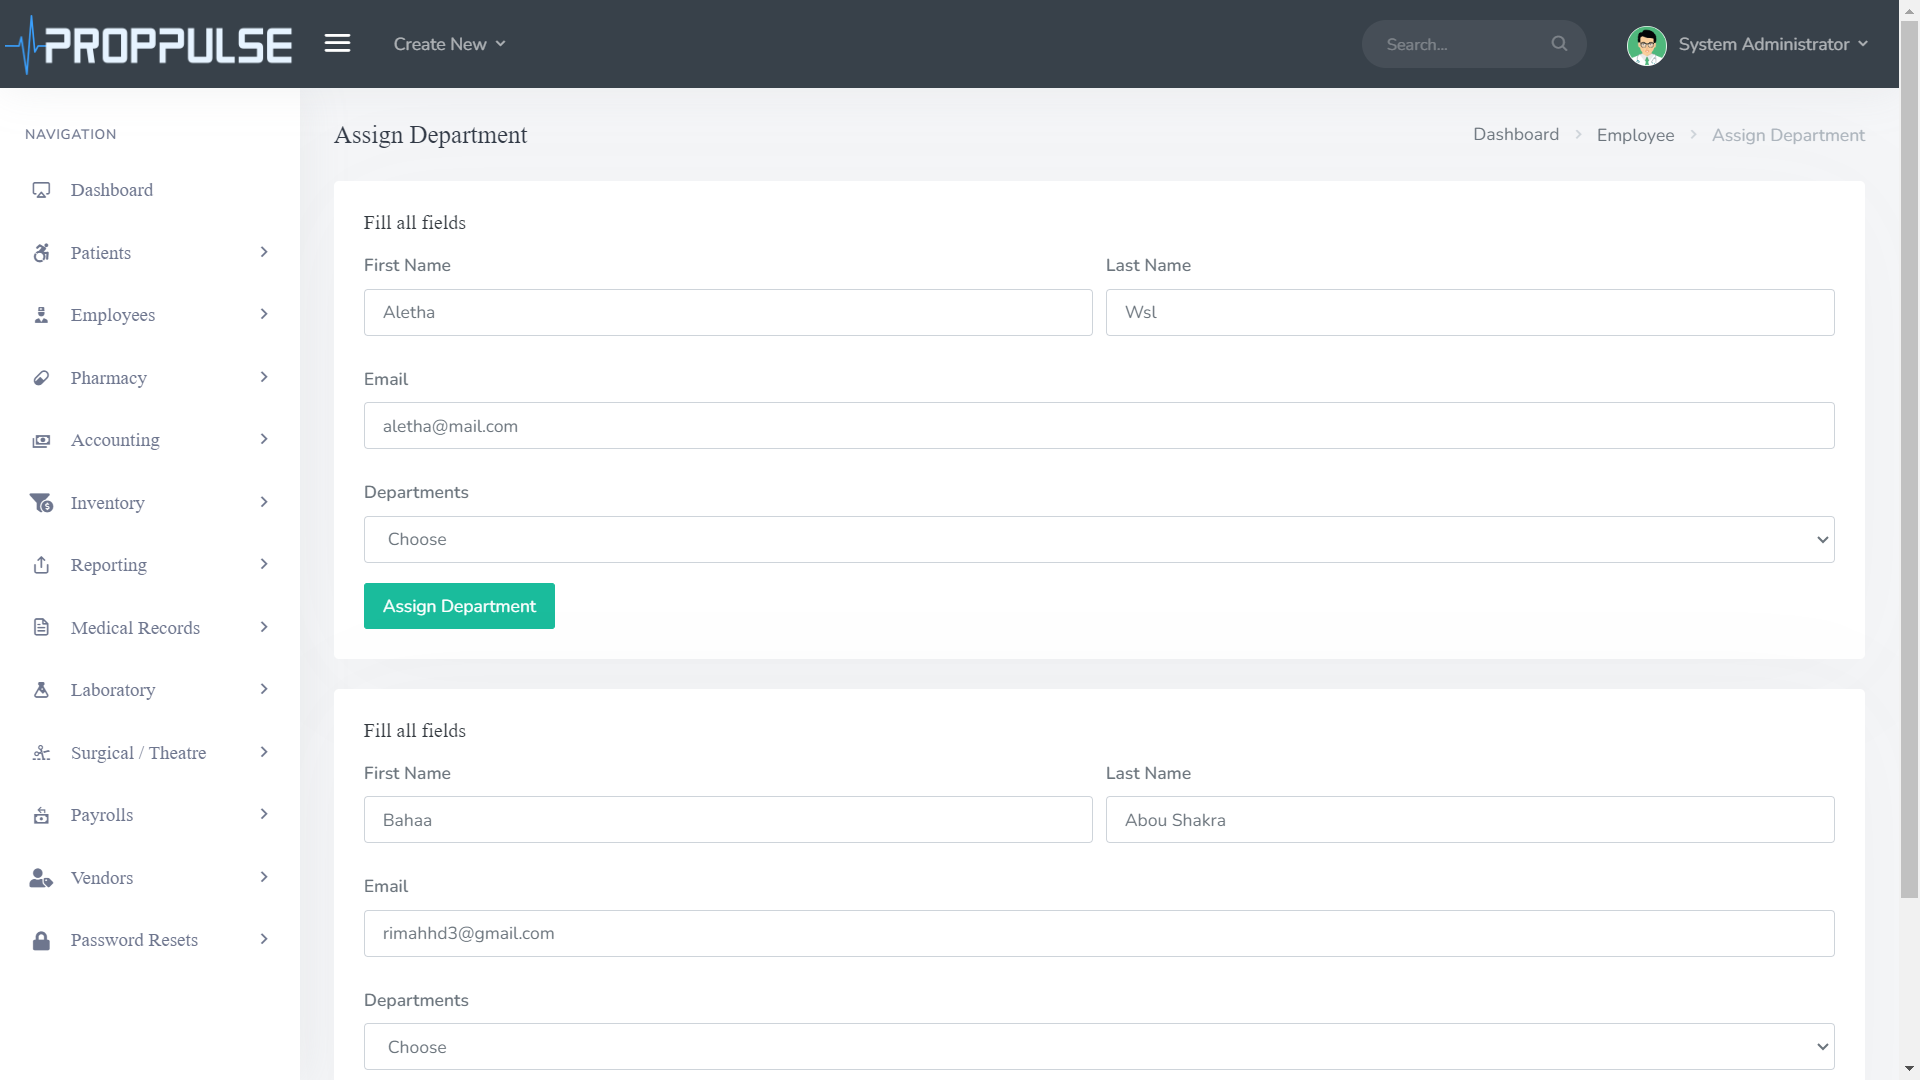 PROPPULSE
Create New
Search...
System Administrator
NAVIGATION
Dashboard
Patients
Employees
Pharmacy
Accounting
Inventory
Reporting
Medical Records
Laboratory
Surgical / Theatre
Payrolls
Vendors
Password Resets
Assign Department
Dashboard > Employee > Assign Department
Fill all fields
First Name
Last Name
Aletha
Wsl
Email
aletha@mail.com
Departments
Choose
Assign Department
Fill all fields
First Name
Last Name
Bahaa
Abou Shakra
Email
rimahhd3@gmail.com
Departments
Choose